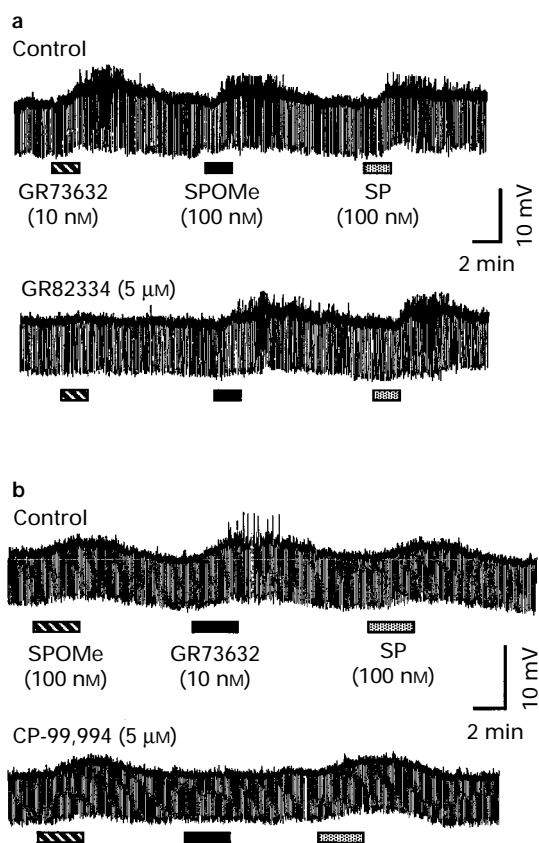 a
Control
GR73632 SPOMe SP
(10 nM) (100 nM) (100 nM)
10 mV
2 min
GR82334 (5 µM)
b
Control
SPOMe GR73632 SP
(100 nM) (10 nM) (100 nM)
10 mV
2 min
CP-99,994 (5 µM)